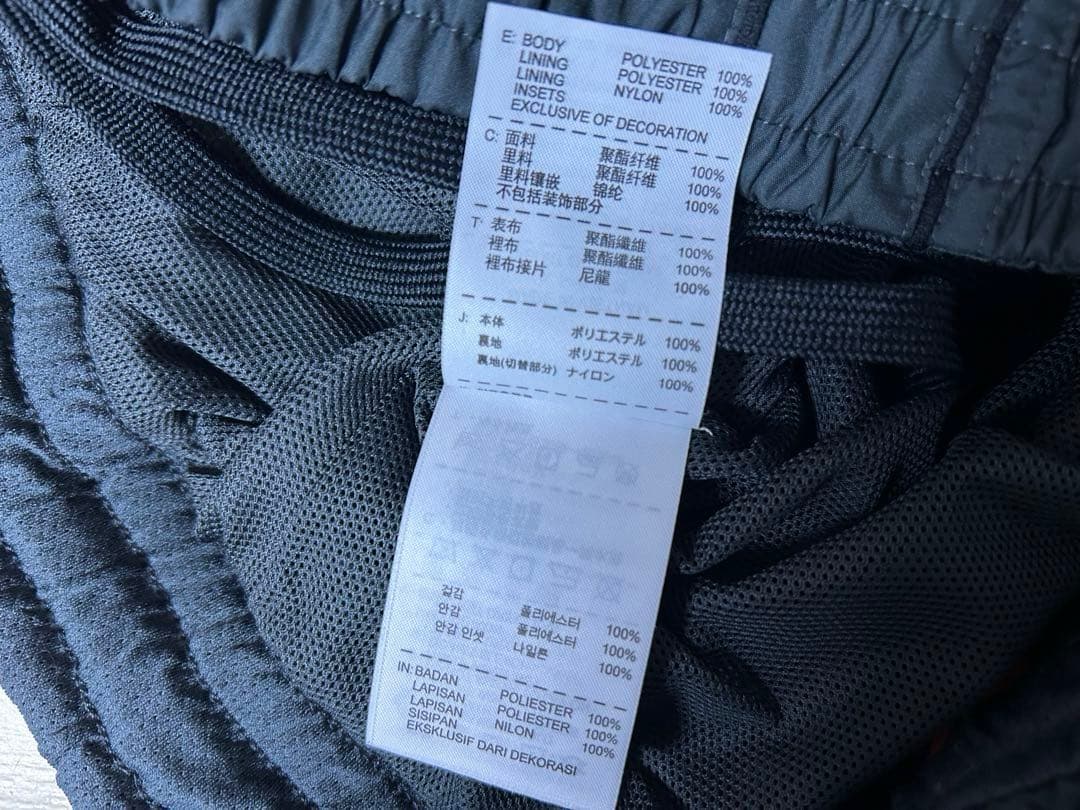 E: BODY POLYESTER 100%
LINING POLYESTER 100%
LINING INSETS NYLON 100%
EXCLUSIVE OF DECORATION
C: 面料 聚酯纤维 100%
里料 聚酯纤维 100%
里料镶嵌 锦纶 100%
不包括装饰部分
T: 表布 聚酯纖維 100%
裡布 聚酯纖維 100%
裡布接片 尼龍 100%
J: 本体 ポリエステル 100%
裏地 ポリエステル 100%
裏地(切替部分) ナイロン 100%
겉감 폴리에스터 100%
안감 폴리에스터 100%
안감 인셋 나일론 100%
IN: BADAN POLIESTER 100%
LAPISAN POLIESTER 100%
LAPISAN SISIPAN NILON 100%
EKSKLUSIF DARI DEKORASI